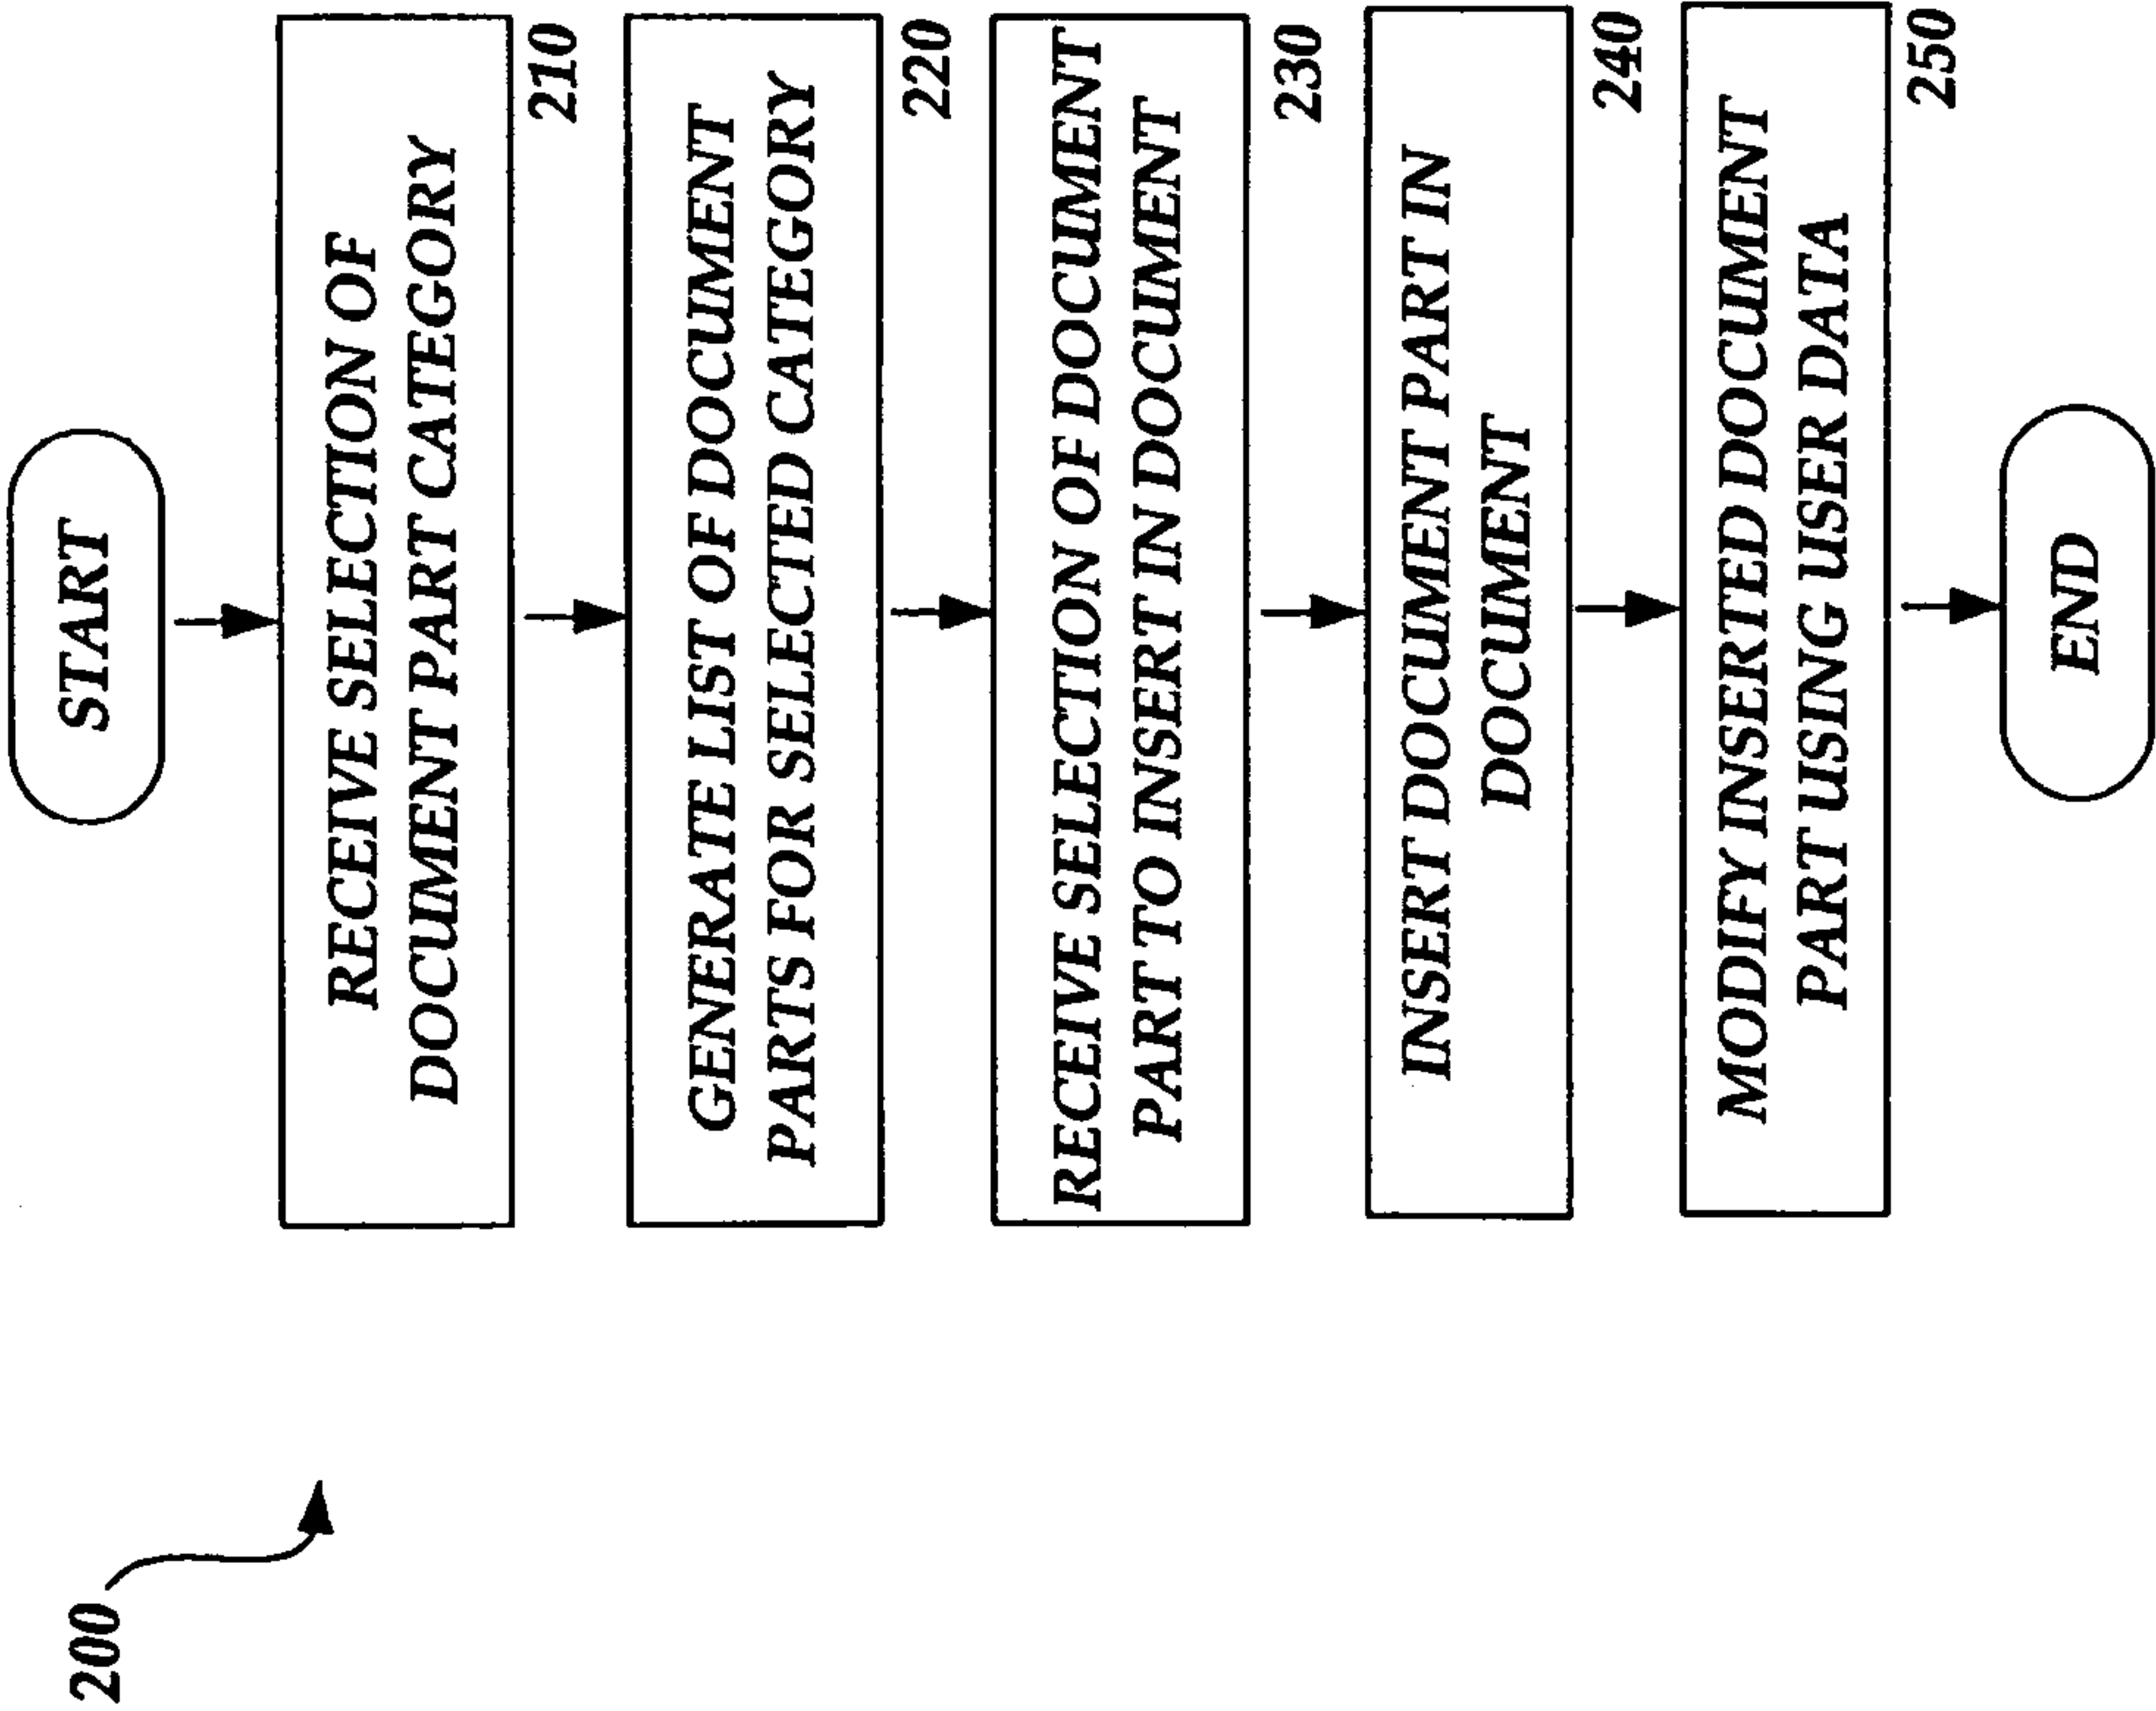 200
START
RECEIVE SELECTION OF
DOCUMENT PART CATEGORY
210
GENERATE LIST OF DOCUMENT
PARTS FOR SELECTED CATEGORY
220
RECEIVE SELECTION OF DOCUMENT
PART TO INSERT IN DOCUMENT
230
INSERT DOCUMENT PART IN
DOCUMENT
240
MODIFY INSERTED DOCUMENT
PART USING USER DATA
250
END